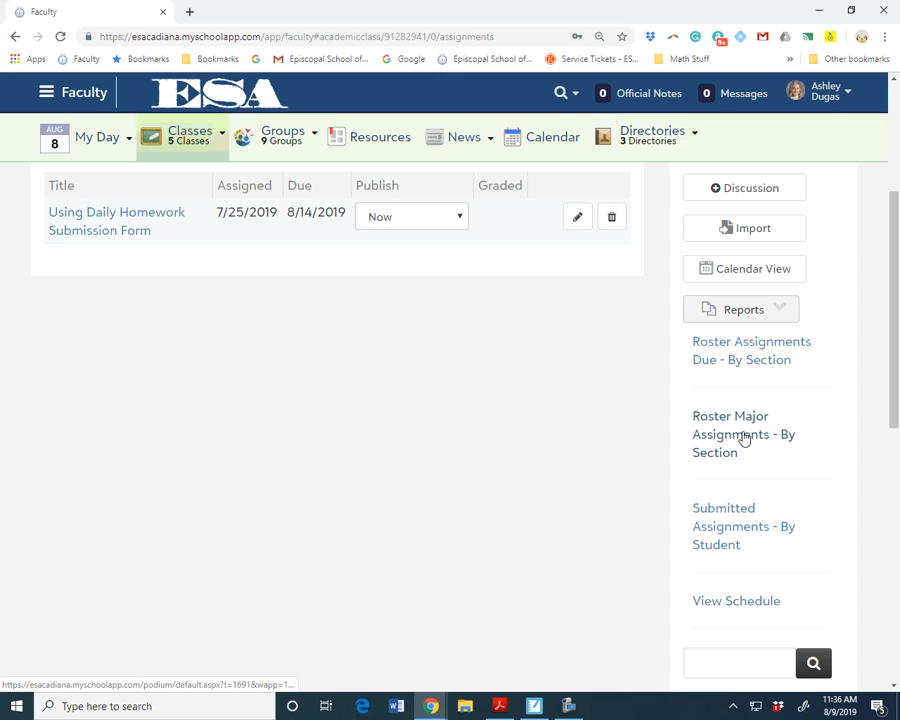 Faculty
https://esacadiana.myschoolapp.com/app/faculty#academicclass/91282941/0/assignments
Apps Faculty Bookmarks Bookmarks Episcopal School of... Google Episcopal School of... Service Tickets - ES... Math Stuff » Other bookmarks
Faculty ESA 0 Official Notes 0 Messages Ashley Dugas
AUG 8 My Day Classes 5 Classes Groups 9 Groups Resources News Calendar Directories 3 Directories
Title Assigned Due Publish Graded
Using Daily Homework 7/25/2019 8/14/2019 Now
Submission Form
Discussion
Import
Calendar View
Reports
Roster Assignments
Due - By Section
Roster Major
Assignments - By
Section
Submitted
Assignments - By
Student
View Schedule
https://esacadiana.myschoolapp.com/podium/default.aspx?t=1691&wapp=1...
Type here to search
11:36 AM
8/9/2019
5